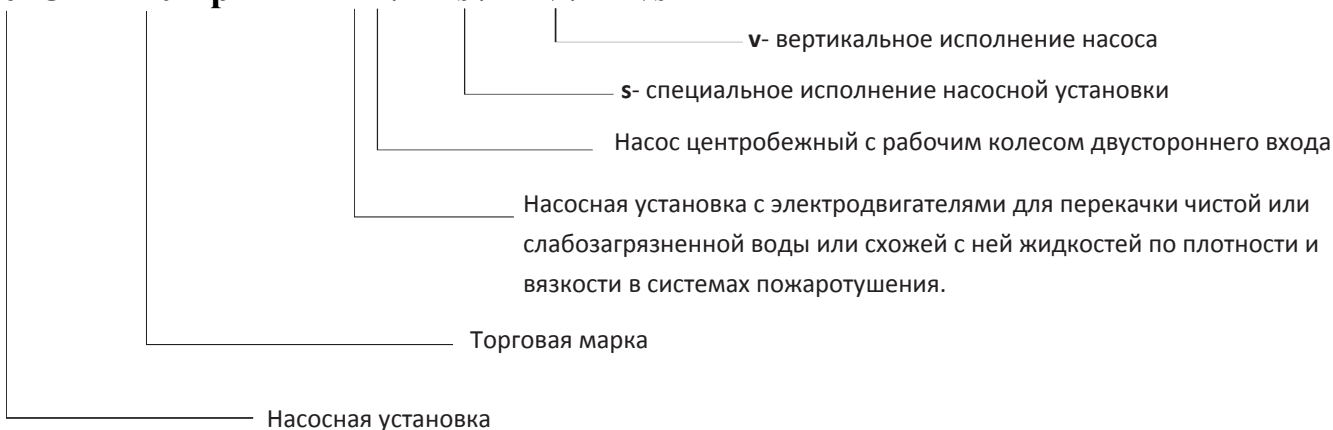 v- вертикальное исполнение насоса
s- специальное исполнение насосной установки
Насос центробежный с рабочим колесом двустороннего входа
Насосная установка с электродвигателями для перекачки чистой или
слабозагрязненной воды или схожей с ней жидкостей по плотности и
вязкости в системах пожаротушения.
Торговая марка
Насосная установка